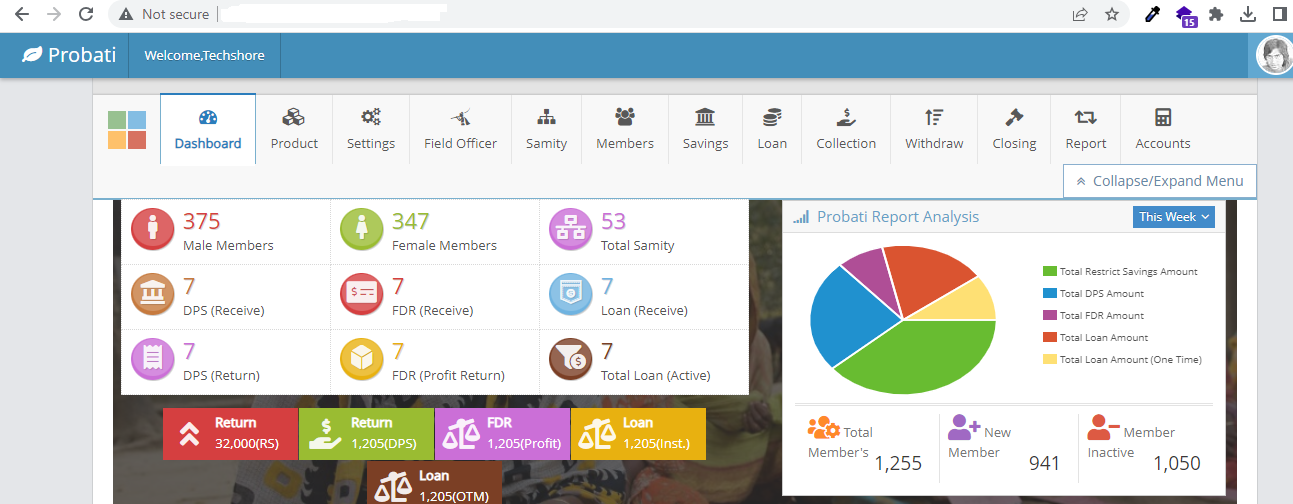 Not secure
15
Probati
Welcome,Techshore
Dashboard
Product
Settings
Field Officer
Samity
Members
Savings
Loan
Collection
Withdraw
Closing
Report
Accounts
Collapse/Expand Menu
375
Male Members
347
Female Members
53
Total Samity
7
DPS (Receive)
7
FDR (Receive)
7
Loan (Receive)
7
DPS (Return)
7
FDR (Profit Return)
7
Total Loan (Active)
Return
32,000(RS)
Return
1,205(DPS)
FDR
1,205(Profit)
Loan
1,205(Inst.)
Loan
1,205(OTM)
Probati Report Analysis
This Week
Total Restrict Savings Amount
Total DPS Amount
Total FDR Amount
Total Loan Amount
Total Loan Amount (One Time)
Total
Member's
1,255
New
Member
941
Member
Inactive
1,050